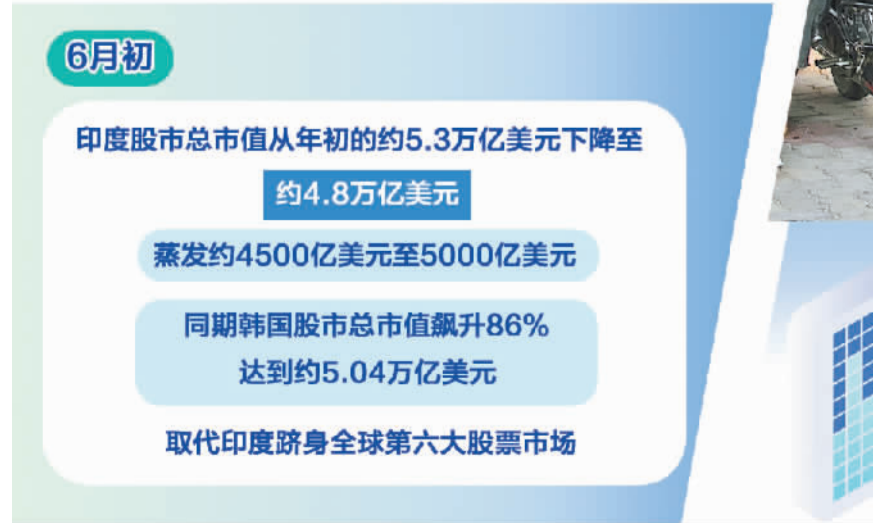 6月初
印度股市总市值从年初的约5.3万亿美元下降至
约4.8万亿美元
蒸发约4500亿美元至5000亿美元
同期韩国股市总市值飙升86%
达到约5.04万亿美元
取代印度跻身全球第六大股票市场